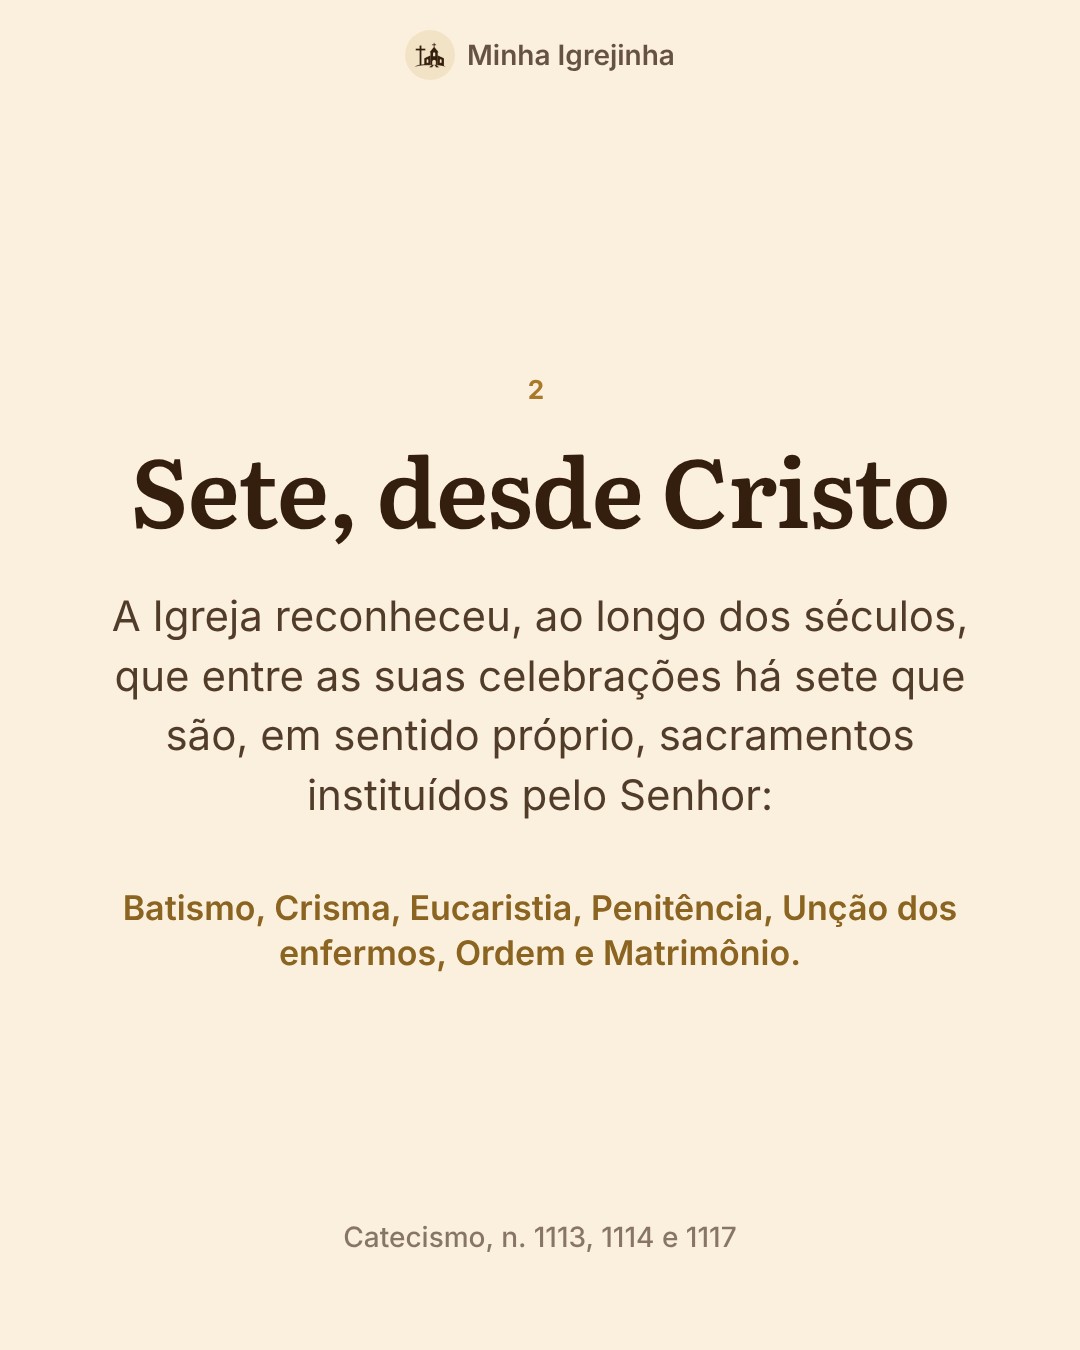 Minha Igrejinha
2
Sete, desde Cristo
A Igreja reconheceu, ao longo dos séculos,
que entre as suas celebrações há sete que
são, em sentido próprio, sacramentos
instituídos pelo Senhor:
Batismo, Crisma, Eucaristia, Penitência, Unção dos
enfermos, Ordem e Matrimônio.
Catecismo, n. 1113, 1114 e 1117